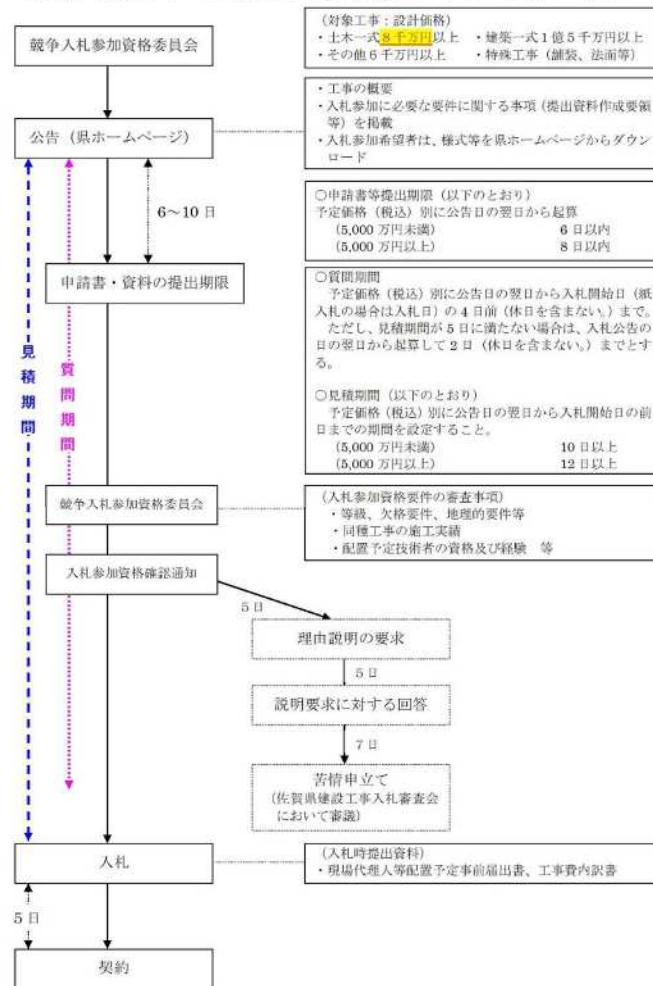 競争入札参加資格委員会
(対象工事:設計価格)
・土木一式8千万円以上 ・建築一式1億5千万円以上
・その他6千万円以上 ・特殊工事(舗装、法面等)
公告(県ホームページ)
・工事の概要
・入札参加に必要な要件に関する事項(提出資料作成要領
等)を掲載
・入札参加希望者は、様式等を県ホームページからダウン
ロード
6~10日
申請書・資料の提出期限
○申請書等提出期限(以下のとおり)
予定価格(税込)別に公告日の翌日から起算
(5,000万円未満) 6日以内
(5,000万円以上) 8日以内
○質問期間
予定価格(税込)別に公告日の翌日から入札開始日(紙
入札の場合は入札日)の4日前(休日を含まない。)まで。
ただし、見積期間が5日に満たない場合は、入札公告の
日の翌日から起算して2日(休日を含まない。)までとす
る。
○見積期間(以下のとおり)
予定価格(税込)別に公告日の翌日から入札開始日の前
日までの期間を設定すること。
(5,000万円未満) 10日以上
(5,000万円以上) 12日以上
見積期間
質問期間
競争入札参加資格委員会
(入札参加資格要件の審査事項)
・等級、欠格要件、地理的要件等
・同種工事の施工実績
・配置予定技術者の資格及び経験 等
入札参加資格確認通知
5日
理由説明の要求
5日
説明要求に対する回答
7日
苦情申立て
(佐賀県建設工事入札審査会
において審議)
入札
(入札時提出資料)
・現場代理人等配置予定事前届出書、工事費内訳書
5日
契約